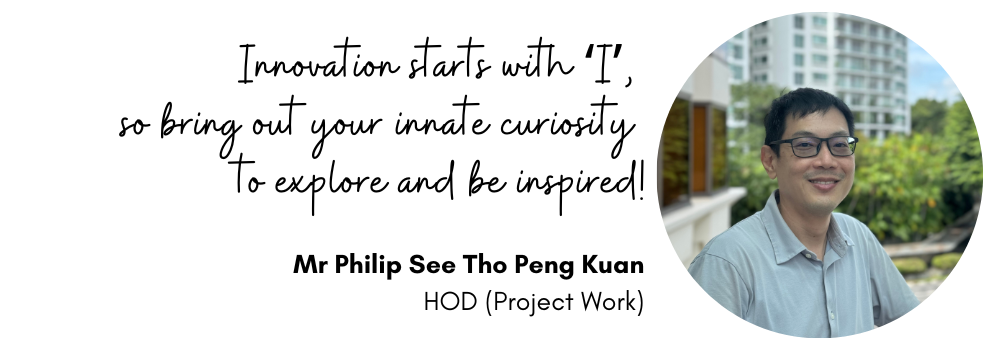 Innovation starts with ‘I’,
so bring out your innate curiosity
to explore and be inspired!
Mr Philip See Tho Peng Kuan
HOD (Project Work)